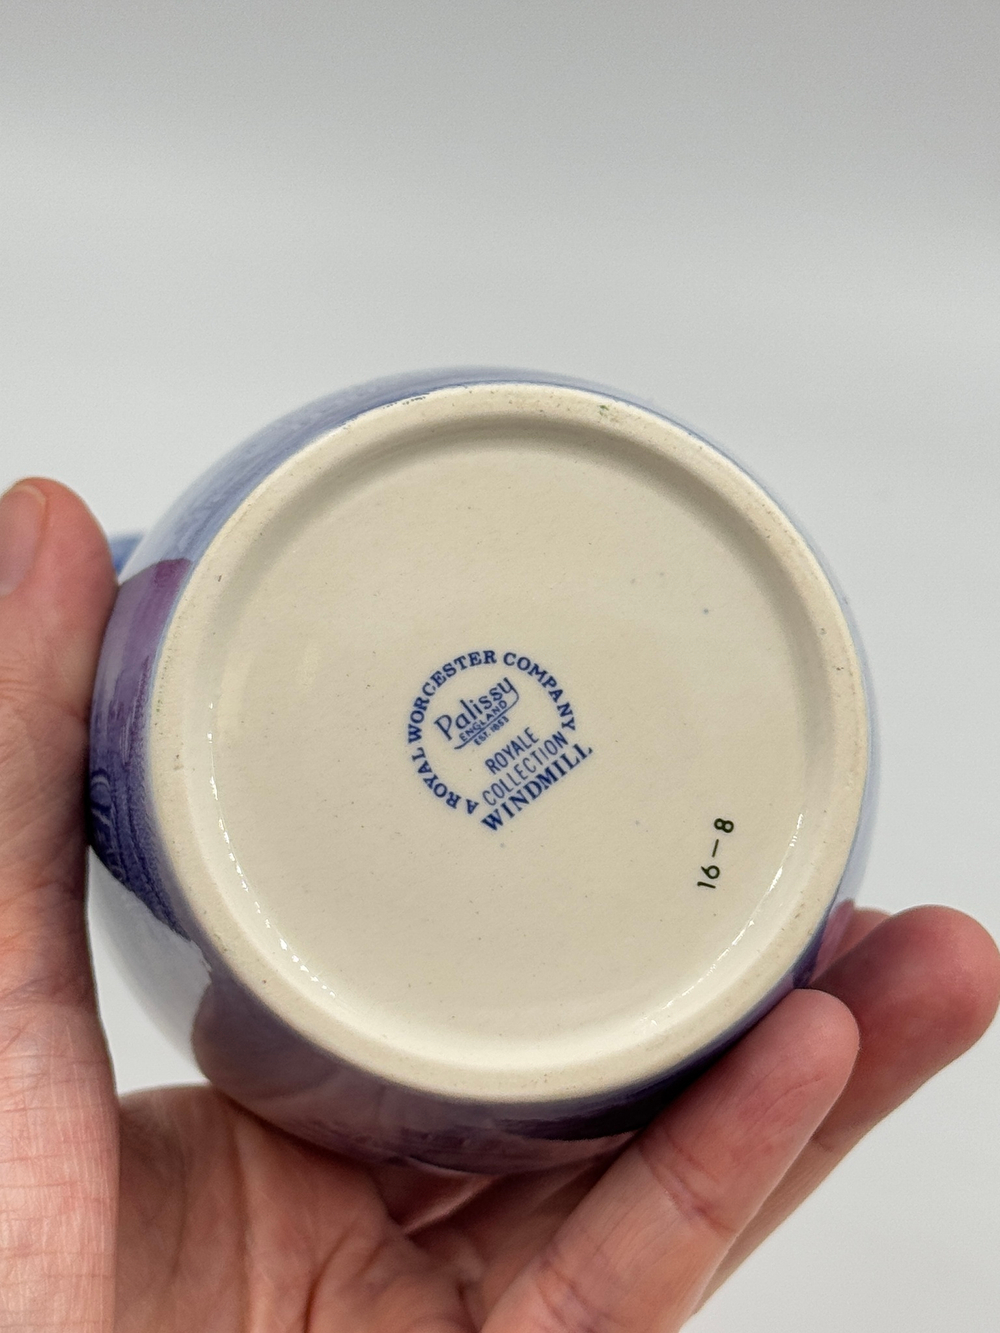 A ROYAL WORCESTER COMPANY
Palissy
ENGLAND
EST. 1853
ROYALE
COLLECTION
WINDMILL
16-8